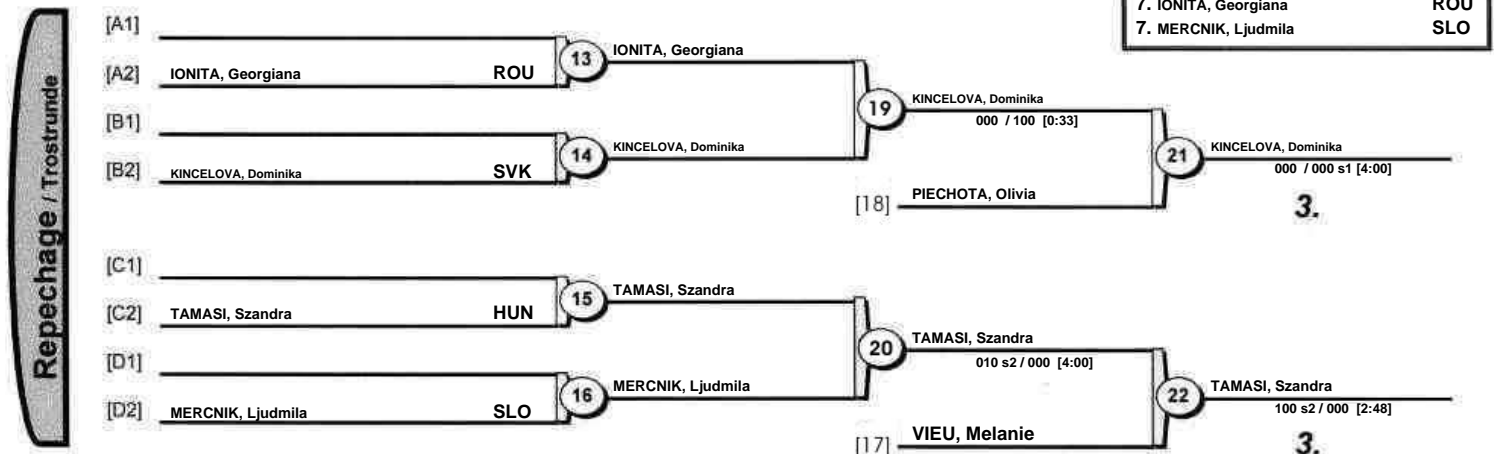 7. IONITA, Georgiana ROU
7. MERCNIK, Ljudmila SLO
Repechage / Trostrunde
[A1]
[A2] IONITA, Georgiana ROU
13 IONITA, Georgiana
[B1]
[B2] KINCELOVA, Dominika SVK
14 KINCELOVA, Dominika
19 KINCELOVA, Dominika
000 / 100 [0:33]
[18] PIECHOTA, Olivia
21 KINCELOVA, Dominika
000 / 000 s1 [4:00]
3.
[C1]
[C2] TAMASI, Szandra HUN
15 TAMASI, Szandra
[D1]
[D2] MERCNIK, Ljudmila SLO
16 MERCNIK, Ljudmila
20 TAMASI, Szandra
010 s2 / 000 [4:00]
[17] VIEU, Melanie
22 TAMASI, Szandra
100 s2 / 000 [2:48]
3.